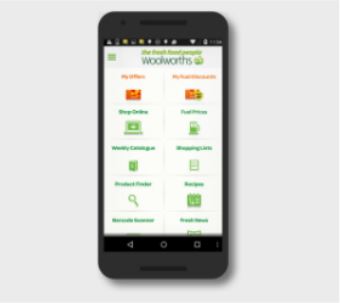 the fresh food people
woolworths
My Offers My Fuel Discounts
Shop Online Fuel Prices
Weekly Catalogue Shopping Lists
Product Finder Recipes
Barcode Scanner Fresh News